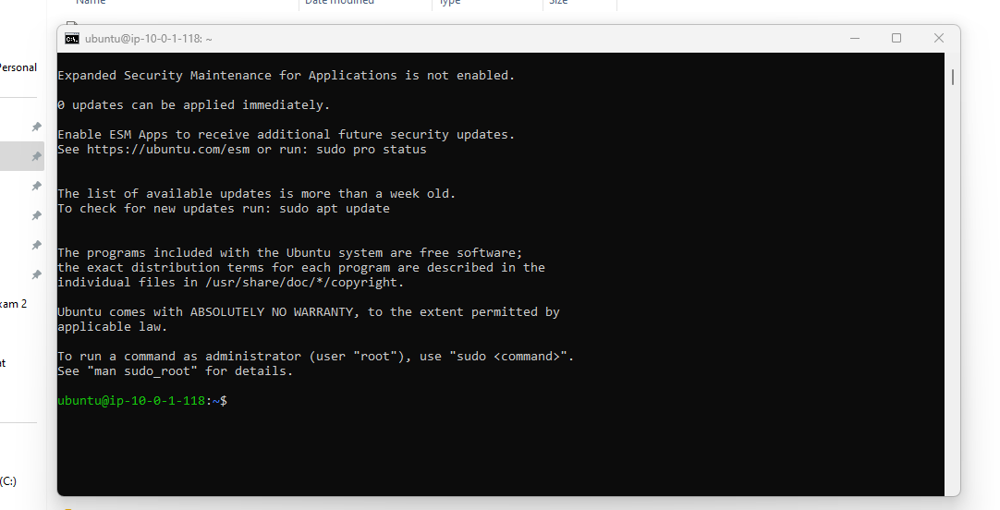 Name Date modified Type Size
ubuntu@ip-10-0-1-118: ~
Personal
Expanded Security Maintenance for Applications is not enabled.
0 updates can be applied immediately.
Enable ESM Apps to receive additional future security updates.
See https://ubuntu.com/esm or run: sudo pro status
The list of available updates is more than a week old.
To check for new updates run: sudo apt update
The programs included with the Ubuntu system are free software;
the exact distribution terms for each program are described in the
individual files in /usr/share/doc/*/copyright.
Ubuntu comes with ABSOLUTELY NO WARRANTY, to the extent permitted by
applicable law.
To run a command as administrator (user "root"), use "sudo <command>".
See "man sudo_root" for details.
ubuntu@ip-10-0-1-118:~$
xam 2
(C:)